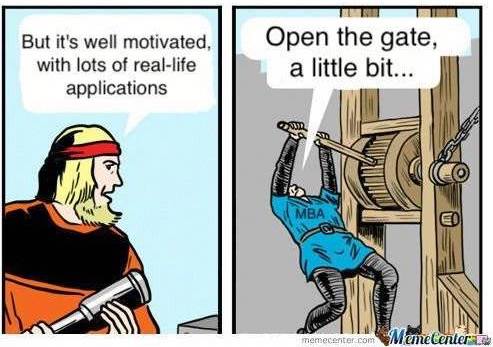 But it's well motivated,
with lots of real-life
applications
Open the gate,
a little bit...
MBA
memecenter.com MemeCenter